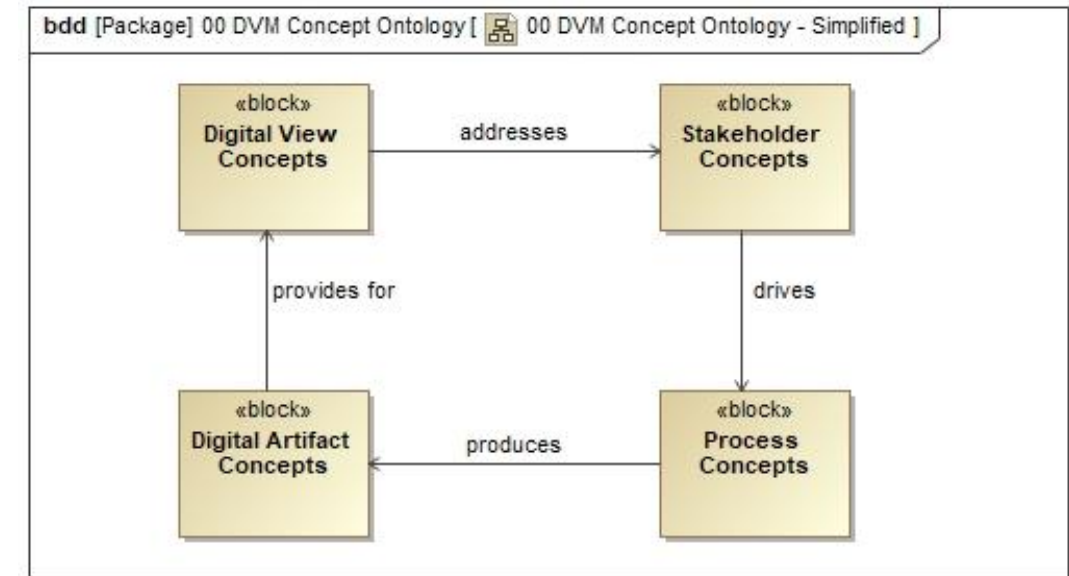 bdd [Package] 00 DVM Concept Ontology [ 00 DVM Concept Ontology - Simplified ]
«block»
Digital View
Concepts
addresses
«block»
Stakeholder
Concepts
provides for
drives
«block»
Digital Artifact
Concepts
produces
«block»
Process
Concepts